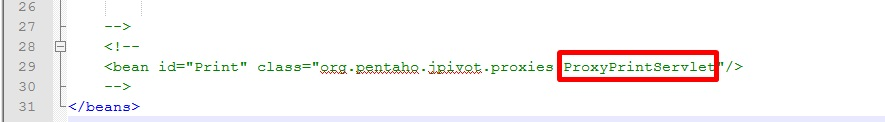 26
27 -->
28 <!--
29 <bean id="Print" class="org.pentaho.jpivot.proxies.ProxyPrintServlet"/>
30 -->
31 </beans>